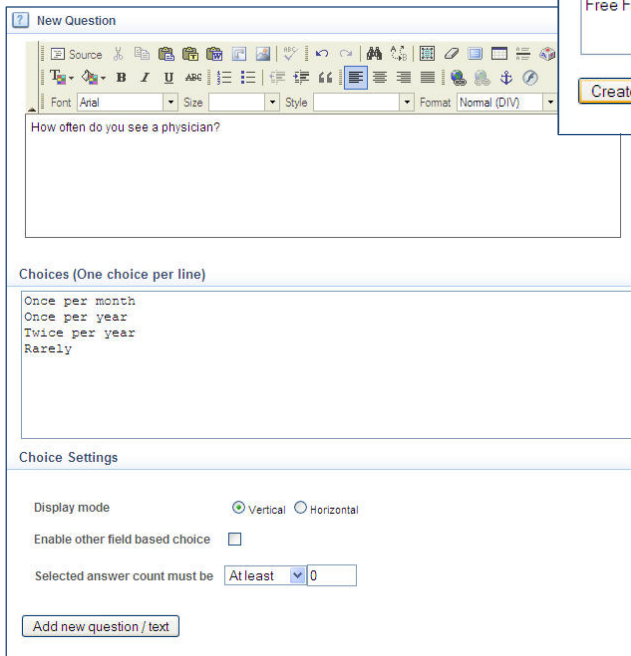 New Question
Free F
Source
Font Arial Size Style Format Normal (DIV)
Create
How often do you see a physician?
Choices (One choice per line)
Once per month
Once per year
Twice per year
Rarely
Choice Settings
Display mode Vertical Horizontal
Enable other field based choice
Selected answer count must be At least 0
Add new question / text